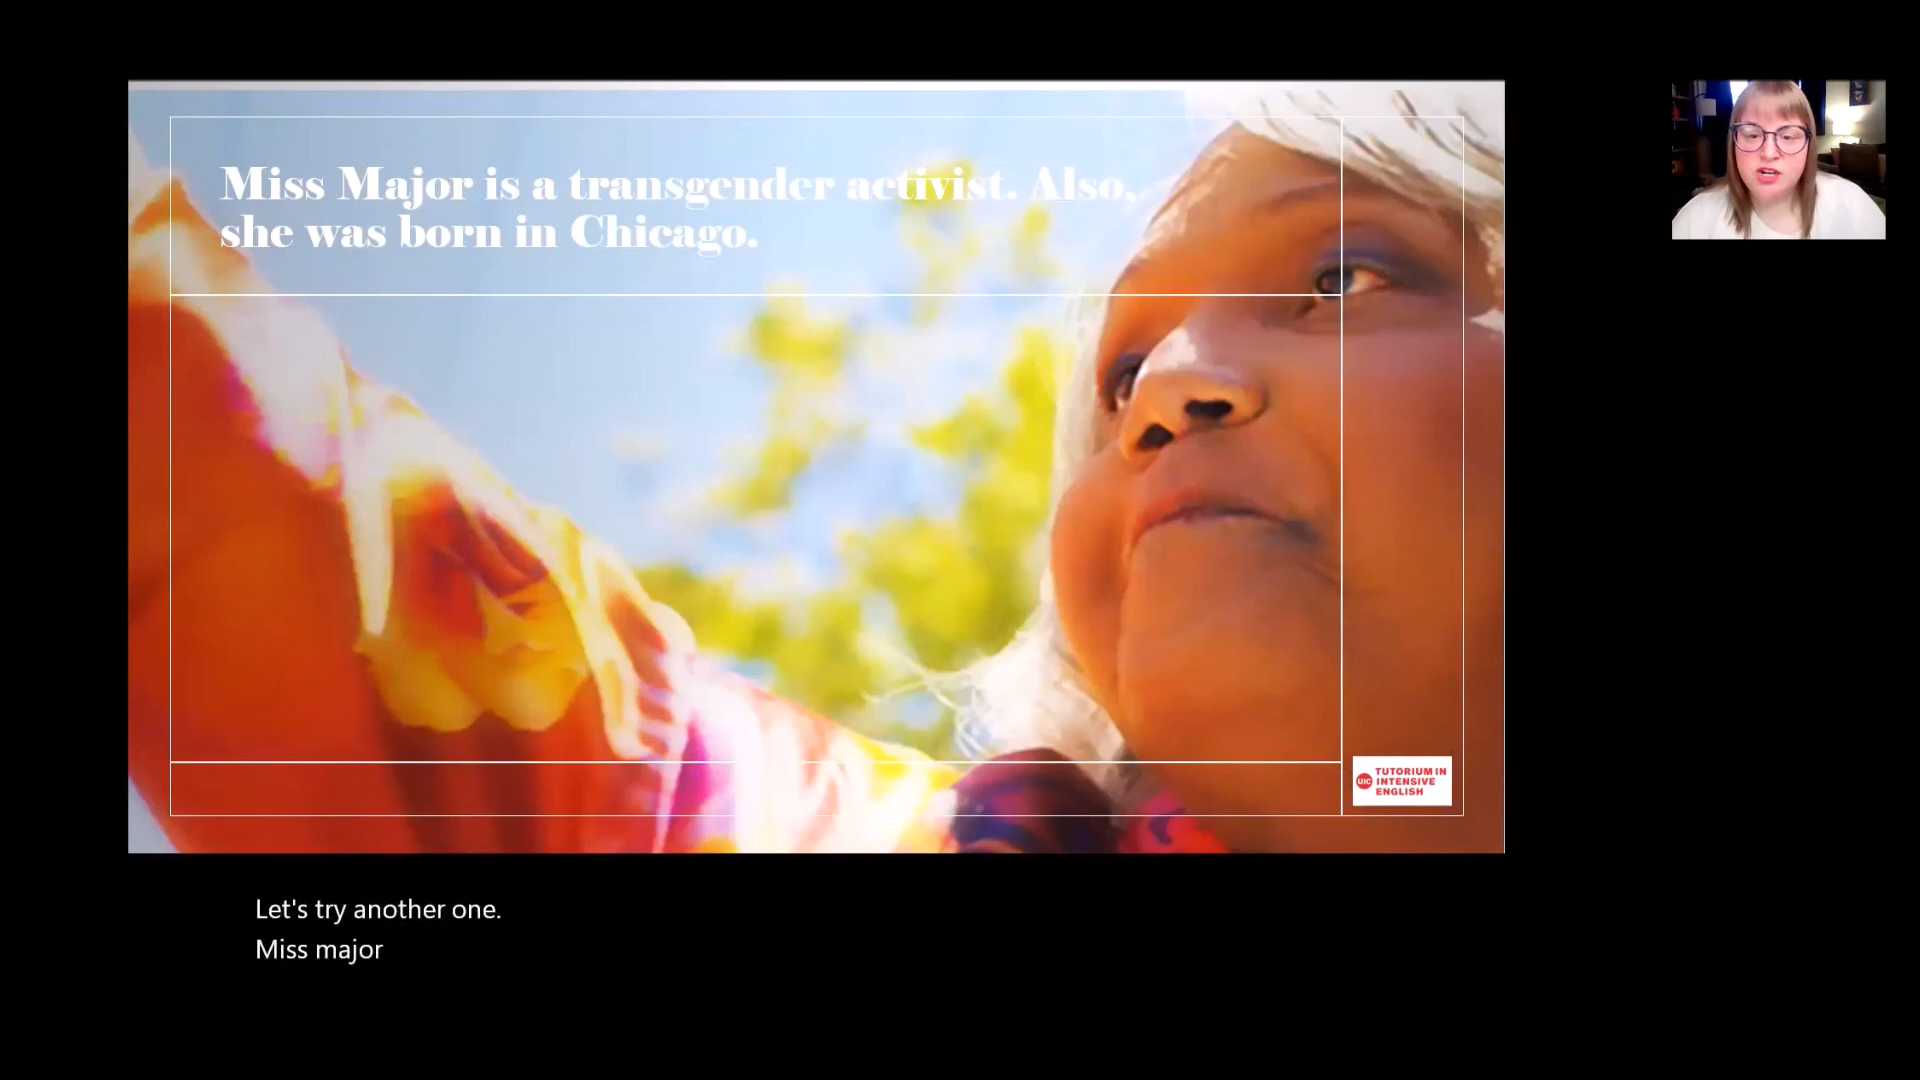 Miss Major is a transgender activist. Also,
she was born in Chicago.
UIC
TUTORIUM IN
INTENSIVE
ENGLISH
Let's try another one.
Miss major